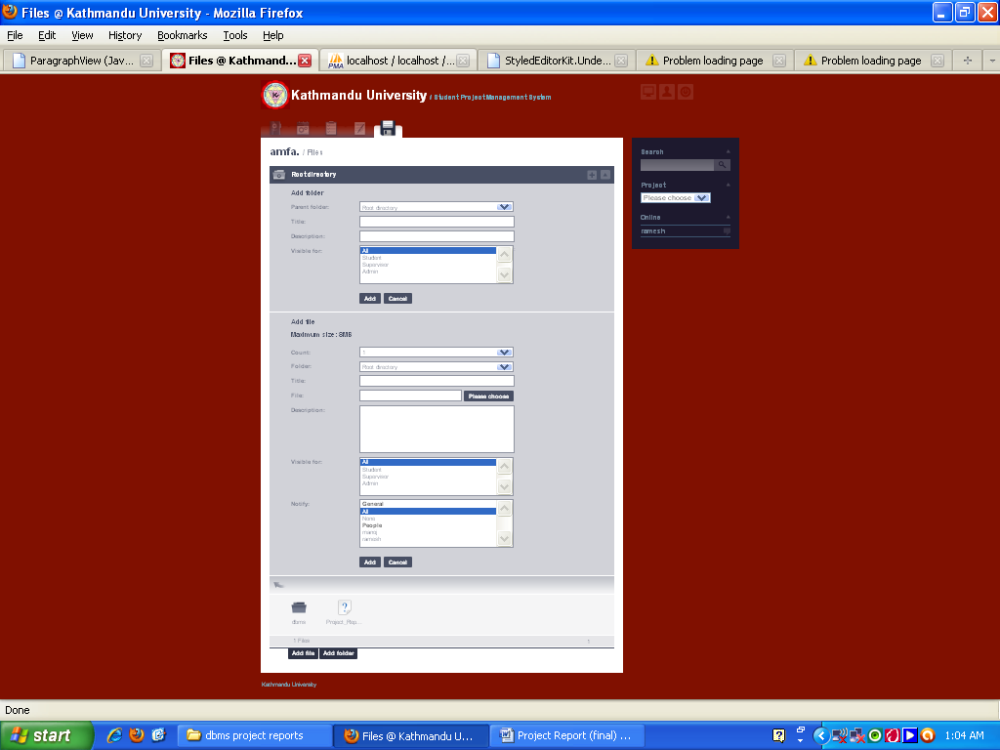 Files @ Kathmandu University - Mozilla Firefox
File Edit View History Bookmarks Tools Help
ParagraphView (Jav... Files @ Kathmand... localhost / localhost /... StyledEditorKit.Unde... Problem loading page Problem loading page
Kathmandu University / Student Project Management System
amfa. / Files
Root directory
Add folder
Parent folder: Root directory
Title:
Description:
Visible for: All
Student
Supervisor
Admin
Add Cancel
Add file
Maximum size: 8MB
Count: 1
Folder: Root directory
Title:
File: Please choose
Description:
Visible for: All
Student
Supervisor
Admin
Notify: General
All
None
People
manoj
ramesh
Add Cancel
dbms Project_Rep...
1 Files 1
Add file Add folder
Kathmandu University
Search
Project
Please choose
Online
ramesh
Done
start dbms project reports Files @ Kathmandu U... Project Report (final) ... 1:04 AM